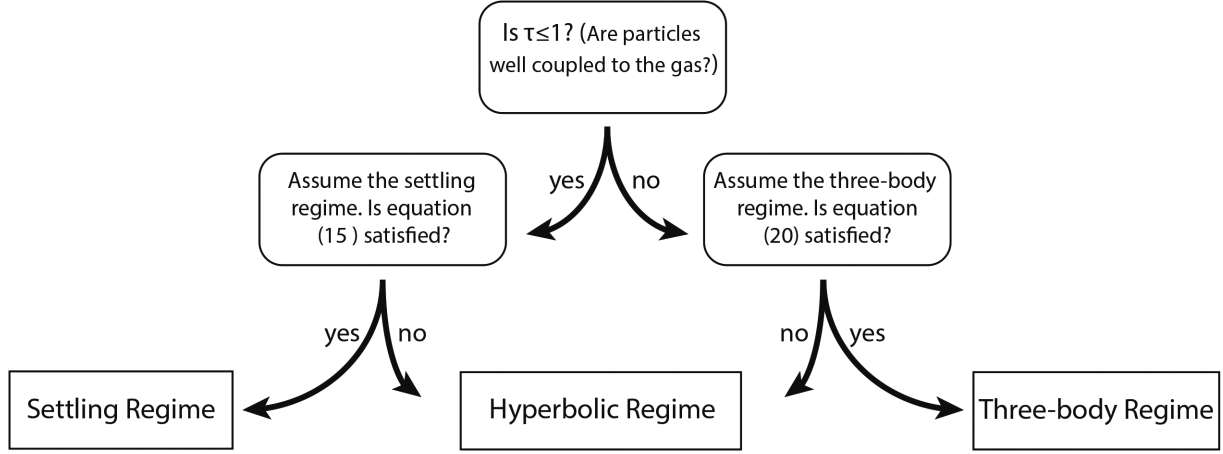 Is τ≤1? (Are particles
well coupled to the gas?)
yes
no
Assume the settling
regime. Is equation
(15 ) satisfied?
Assume the three-body
regime. Is equation
(20) satisfied?
yes
no
no
yes
Settling Regime
Hyperbolic Regime
Three-body Regime